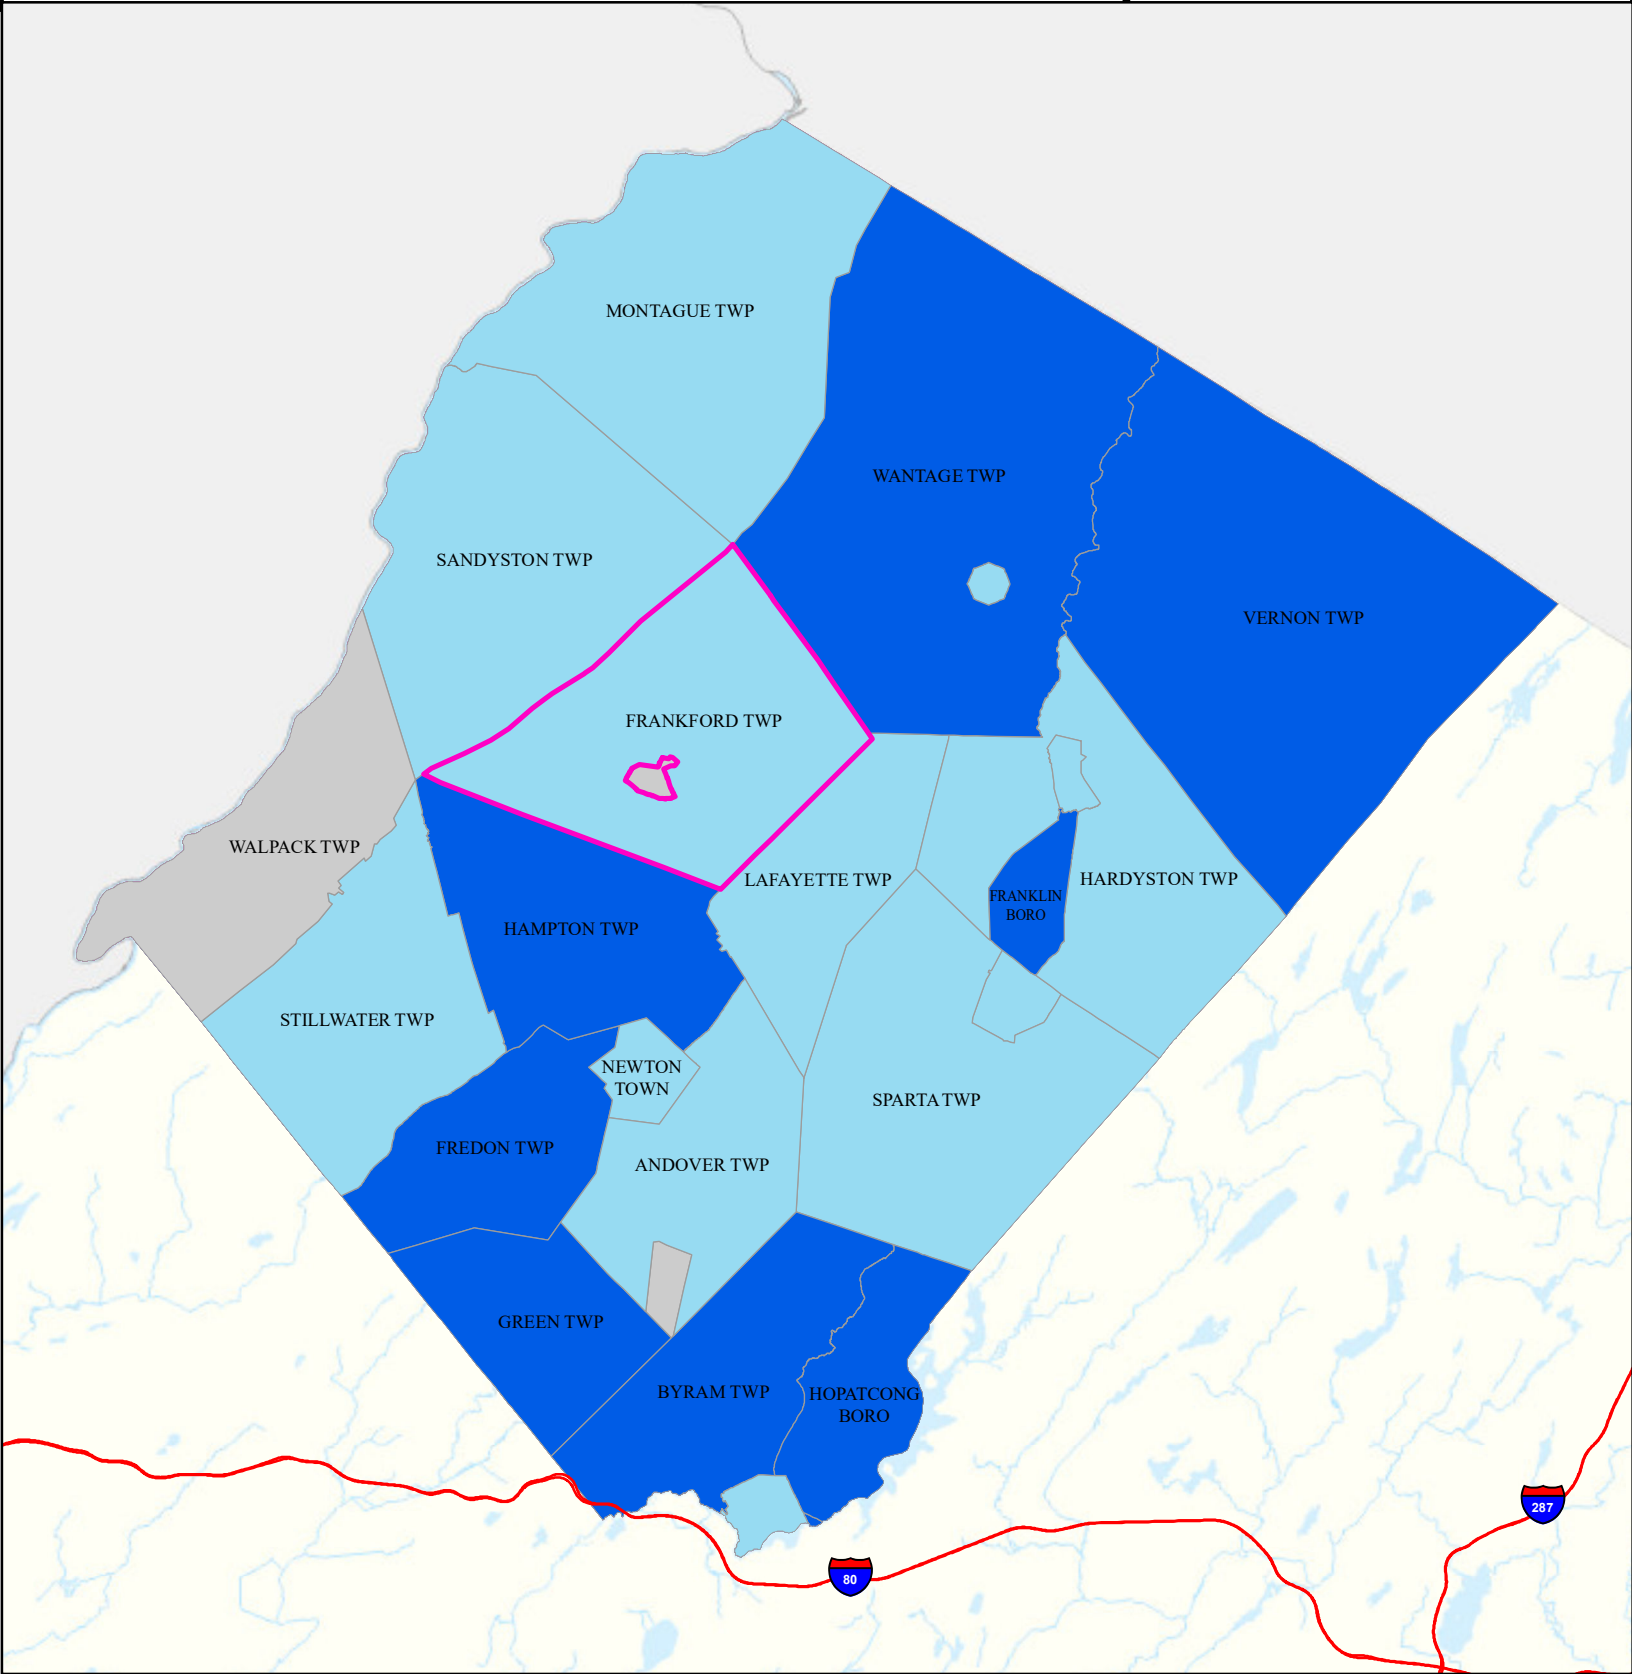 MONTAGUE TWP
WANTAGE TWP
SANDYSTON TWP
VERNON TWP
FRANKFORD TWP
WALPACK TWP
LAFAYETTE TWP
HARDYSTON TWP
FRANKLIN
BORO
HAMPTON TWP
STILLWATER TWP
NEWTON
TOWN
SPARTA TWP
FREDON TWP
ANDOVER TWP
GREEN TWP
BYRAM TWP
HOPATCONG
BORO
287
80